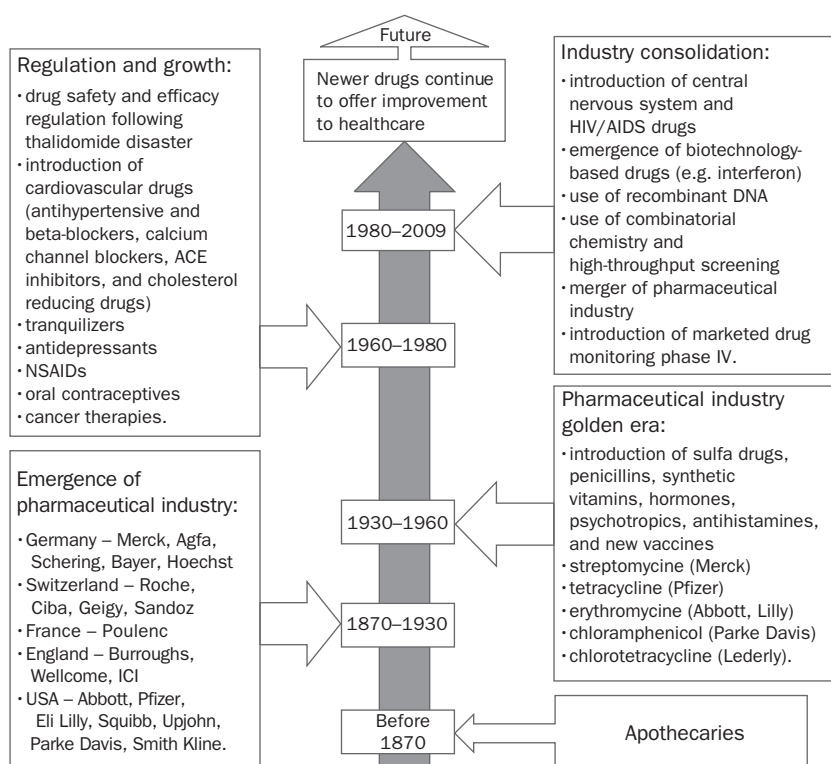 Future
Newer drugs continue
to offer improvement
to healthcare
Regulation and growth:
· drug safety and efficacy
regulation following
thalidomide disaster
· introduction of
cardiovascular drugs
(antihypertensive and
beta-blockers, calcium
channel blockers, ACE
inhibitors, and cholesterol
reducing drugs)
· tranquilizers
· antidepressants
· NSAIDs
· oral contraceptives
· cancer therapies.
Industry consolidation:
· introduction of central
nervous system and
HIV/AIDS drugs
· emergence of biotechnology-
based drugs (e.g. interferon)
· use of recombinant DNA
· use of combinatorial
chemistry and
high-throughput screening
· merger of pharmaceutical
industry
· introduction of marketed drug
monitoring phase IV.
1980–2009
1960–1980
Pharmaceutical industry
golden era:
· introduction of sulfa drugs,
penicillins, synthetic
vitamins, hormones,
psychotropics, antihistamines,
and new vaccines
· streptomycine (Merck)
· tetracycline (Pfizer)
· erythromycine (Abbott, Lilly)
· chloramphenicol (Parke Davis)
· chlorotetracycline (Lederly).
Emergence of
pharmaceutical industry:
· Germany – Merck, Agfa,
Schering, Bayer, Hoechst
· Switzerland – Roche,
Ciba, Geigy, Sandoz
· France – Poulenc
· England – Burroughs,
Wellcome, ICI
· USA – Abbott, Pfizer,
Eli Lilly, Squibb, Upjohn,
Parke Davis, Smith Kline.
1930–1960
1870–1930
Before
1870
Apothecaries